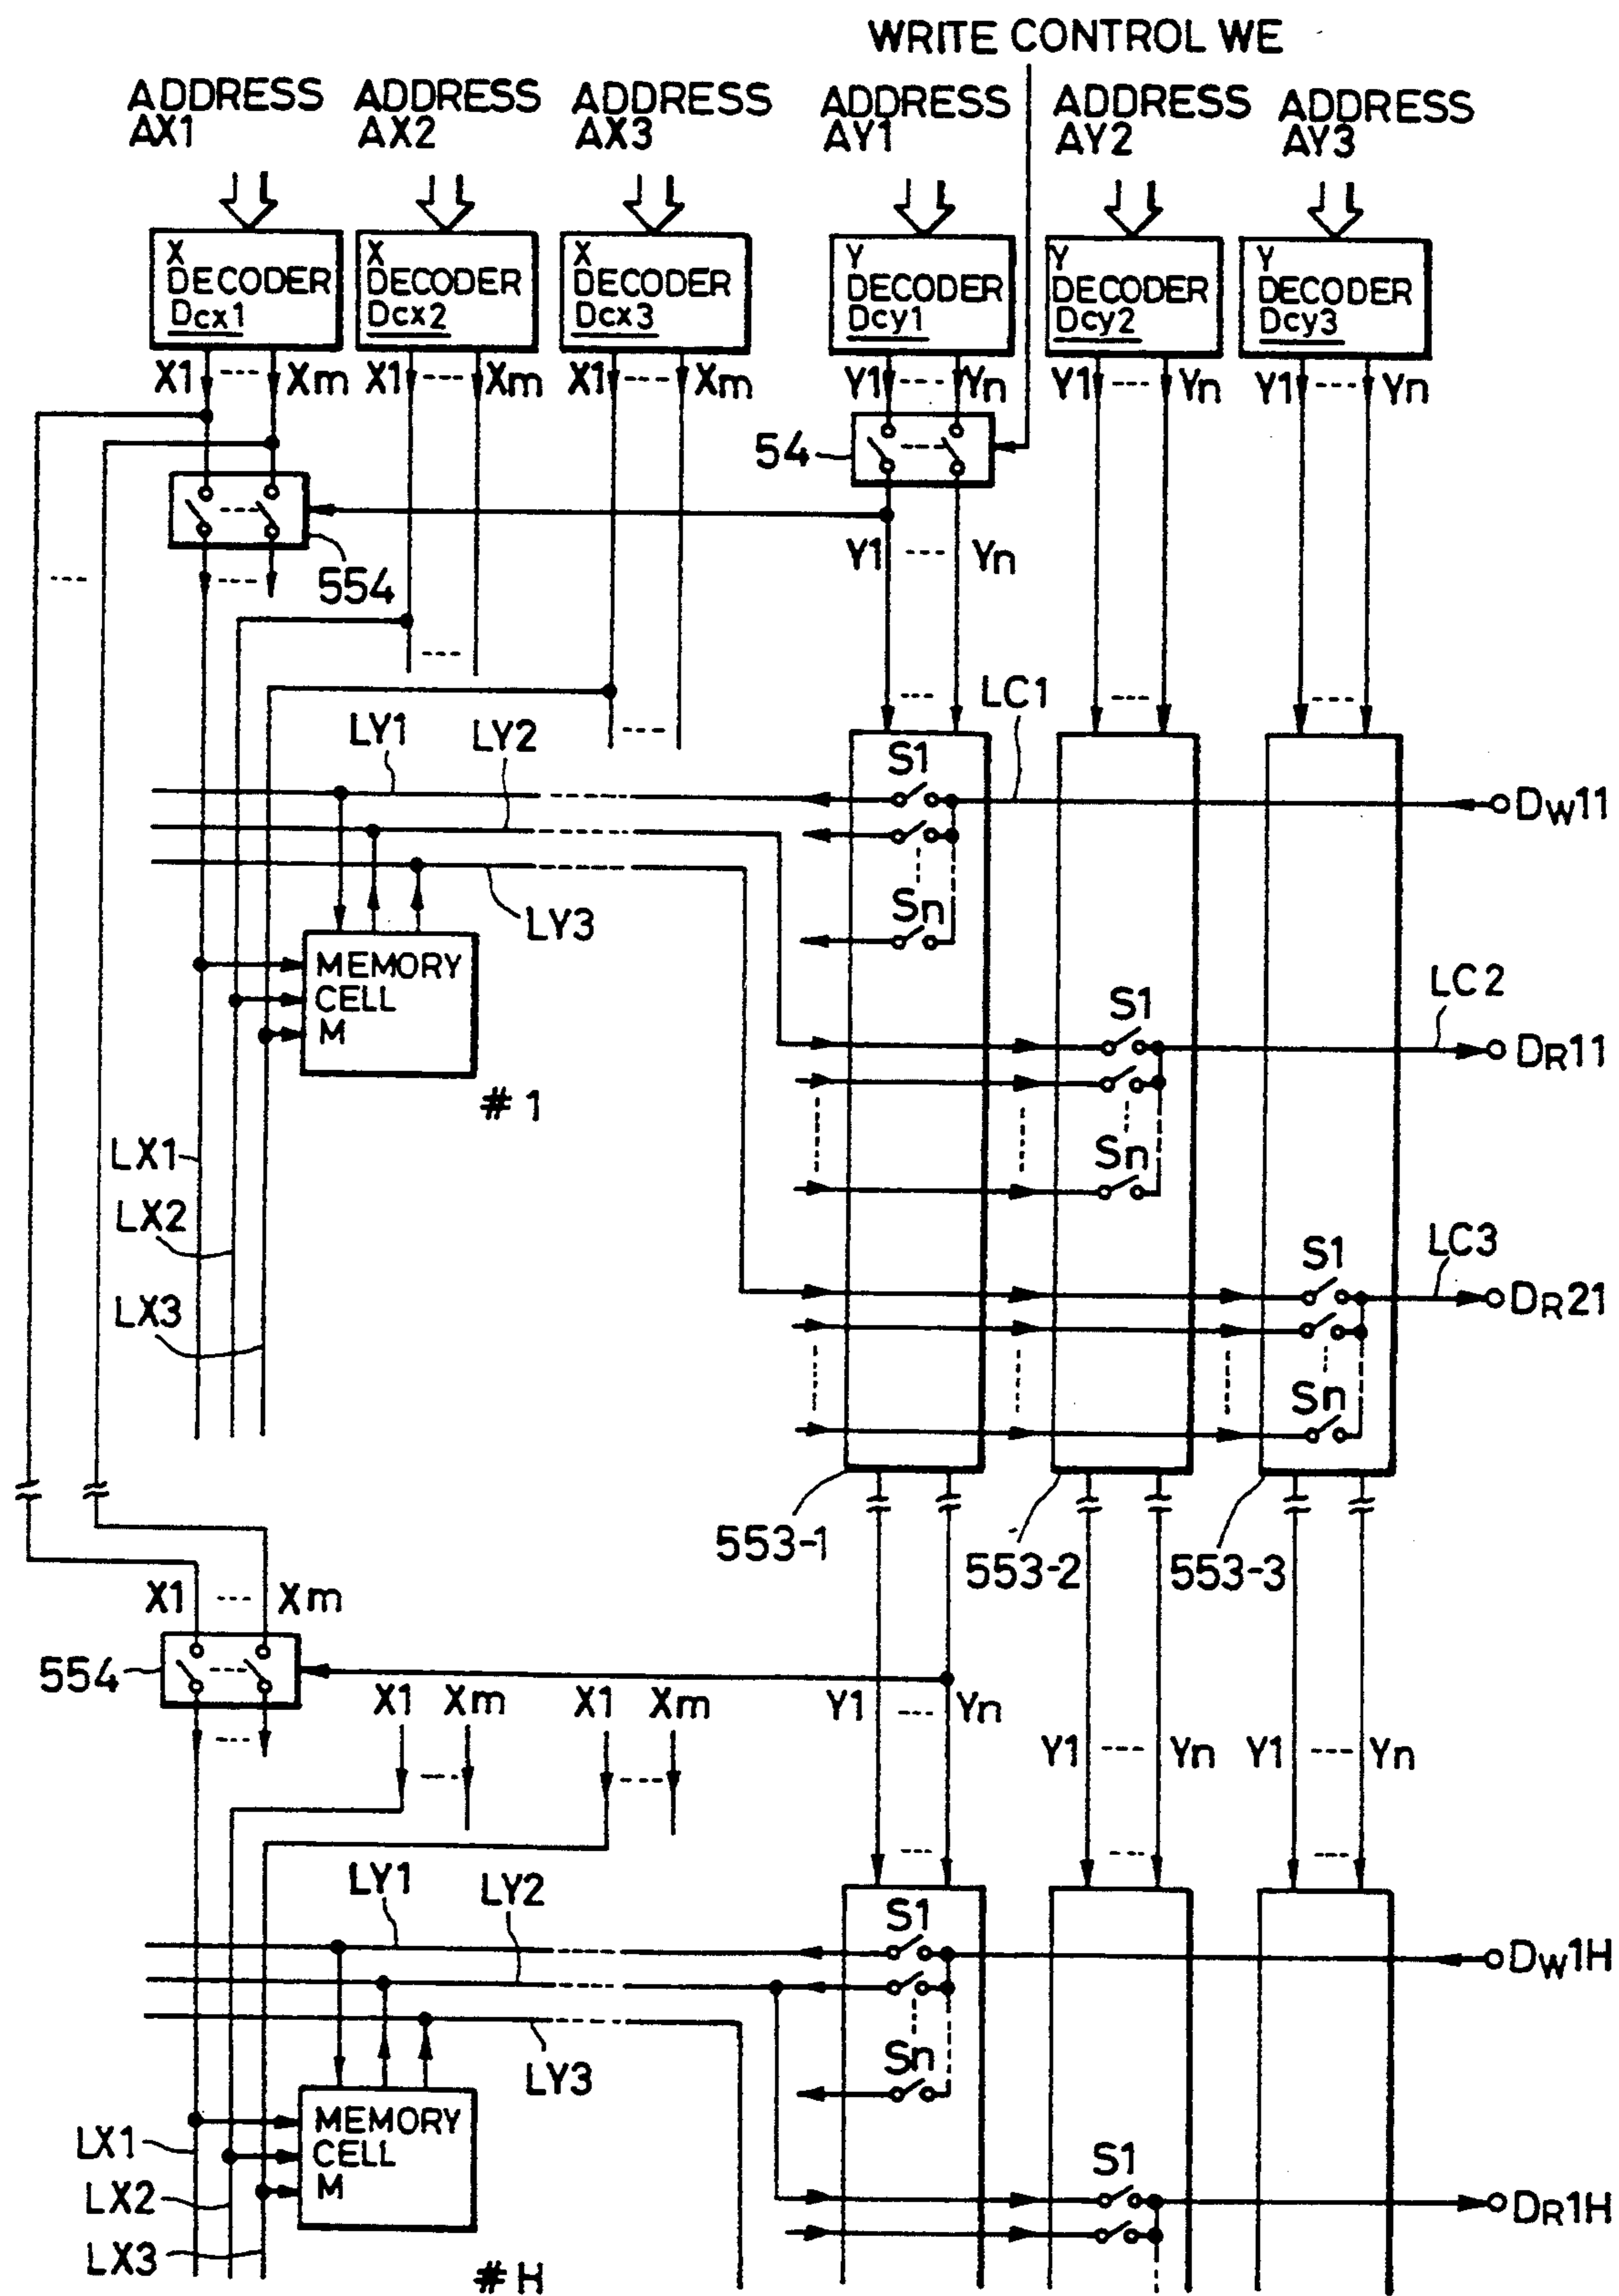 WRITE CONTROL WE
ADDRESS AX1
ADDRESS AX2
ADDRESS AX3
ADDRESS AY1
ADDRESS AY2
ADDRESS AY3
X DECODER Dcx1
X DECODER Dcx2
X DECODER Dcx3
Y DECODER Dcy1
Y DECODER Dcy2
Y DECODER Dcy3
X1 --- Xm X1 --- Xm X1 --- Xm Y1 --- Yn Y1 --- Yn Y1 --- Yn
54
554
Y1 --- Yn
LC1
LY1 LY2
S1
DW11
Sn
LY3
MEMORY
CELL
M
LC2
S1
DR11
#1
Sn
LX1
LX2
S1
LC3
LX3
DR21
Sn
553-1
553-2
553-3
X1 --- Xm
554
X1 Xm X1 Xm
Y1 --- Yn
Y1 --- Yn Y1 --- Yn
LY1 LY2
S1
DW1H
Sn
LY3
MEMORY
CELL
M
LX1
LX2
S1
DR1H
LX3
#H